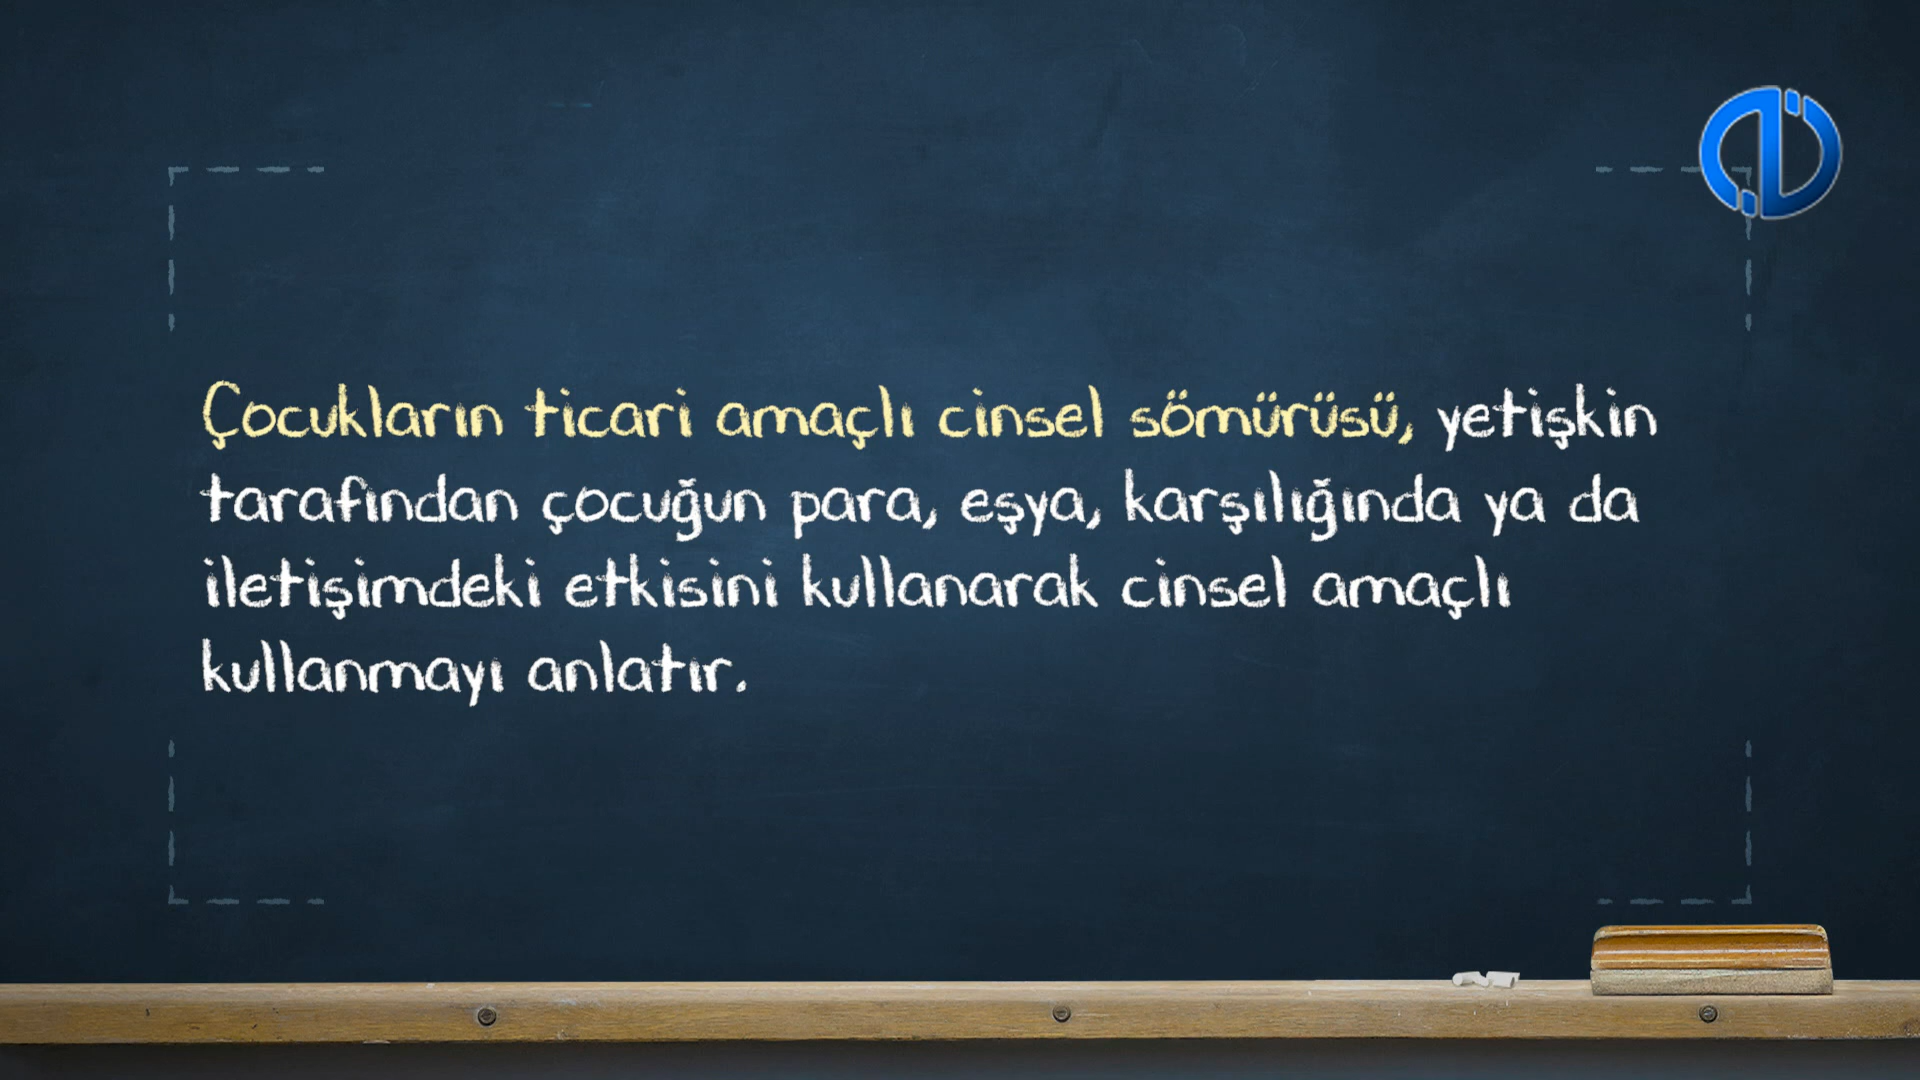 Çocukların ticari amaçlı cinsel sömürüsü, yetişkin
tarafından çocuğun para, eşya, karşılığında ya da
iletişimdeki etkisini kullanarak cinsel amaçlı
kullanmayı anlatır.